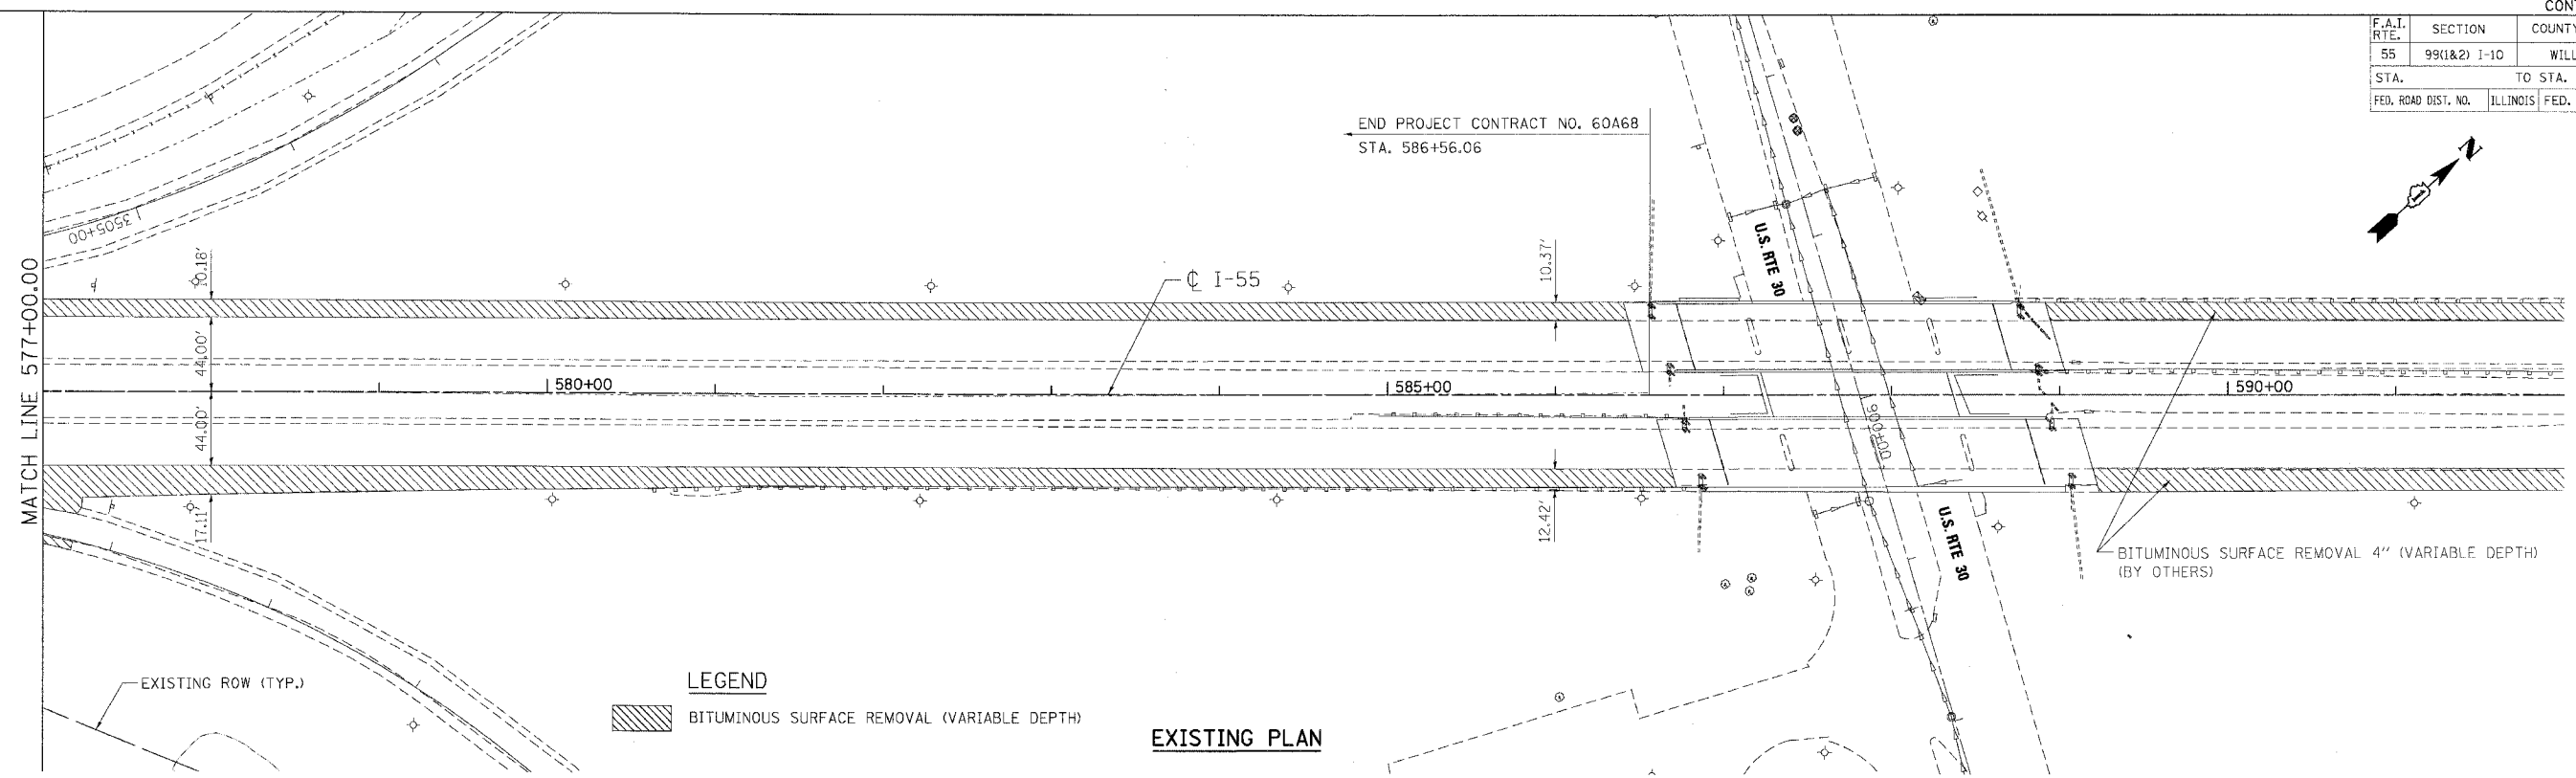 CON
F.A.I. RTE. SECTION COUNTY
55 99(1&2) I-10 WILL
STA. TO STA.
FED. ROAD DIST. NO. ILLINOIS FED.
END PROJECT CONTRACT NO. 60A68
STA. 586+56.06
N
3505+00
MATCH LINE 577+00.00
10.18'
44.00'
44.00'
17.11'
℄ I-55
10.37'
12.42'
U.S. RTE 30
580+00
585+00
590+00
900+00
U.S. RTE 30
BITUMINOUS SURFACE REMOVAL 4" (VARIABLE DEPTH)
(BY OTHERS)
EXISTING ROW (TYP.)
LEGEND
BITUMINOUS SURFACE REMOVAL (VARIABLE DEPTH)
EXISTING PLAN